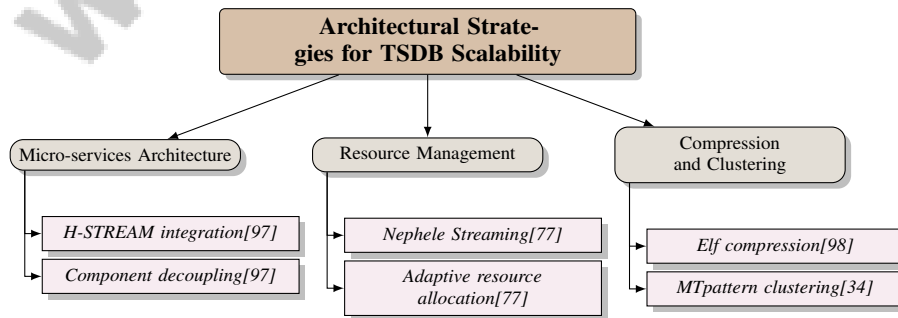 Architectural Strate-
gies for TSDB Scalability
Micro-services Architecture
H-STREAM integration[97]
Component decoupling[97]
Resource Management
Nephele Streaming[77]
Adaptive resource
allocation[77]
Compression
and Clustering
Elf compression[98]
MTpattern clustering[34]